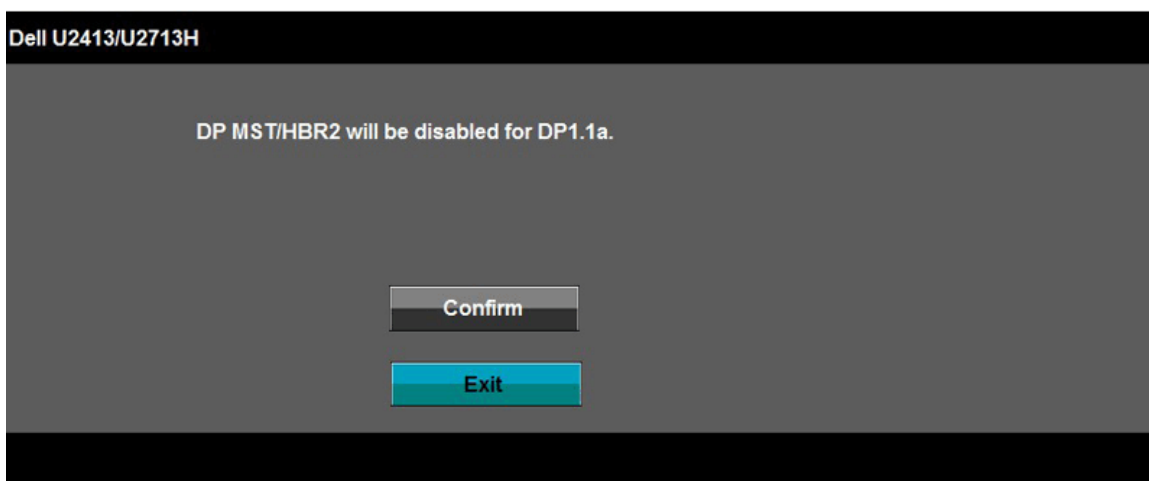 Dell U2413/U2713H
DP MST/HBR2 will be disabled for DP1.1a.
Confirm
Exit